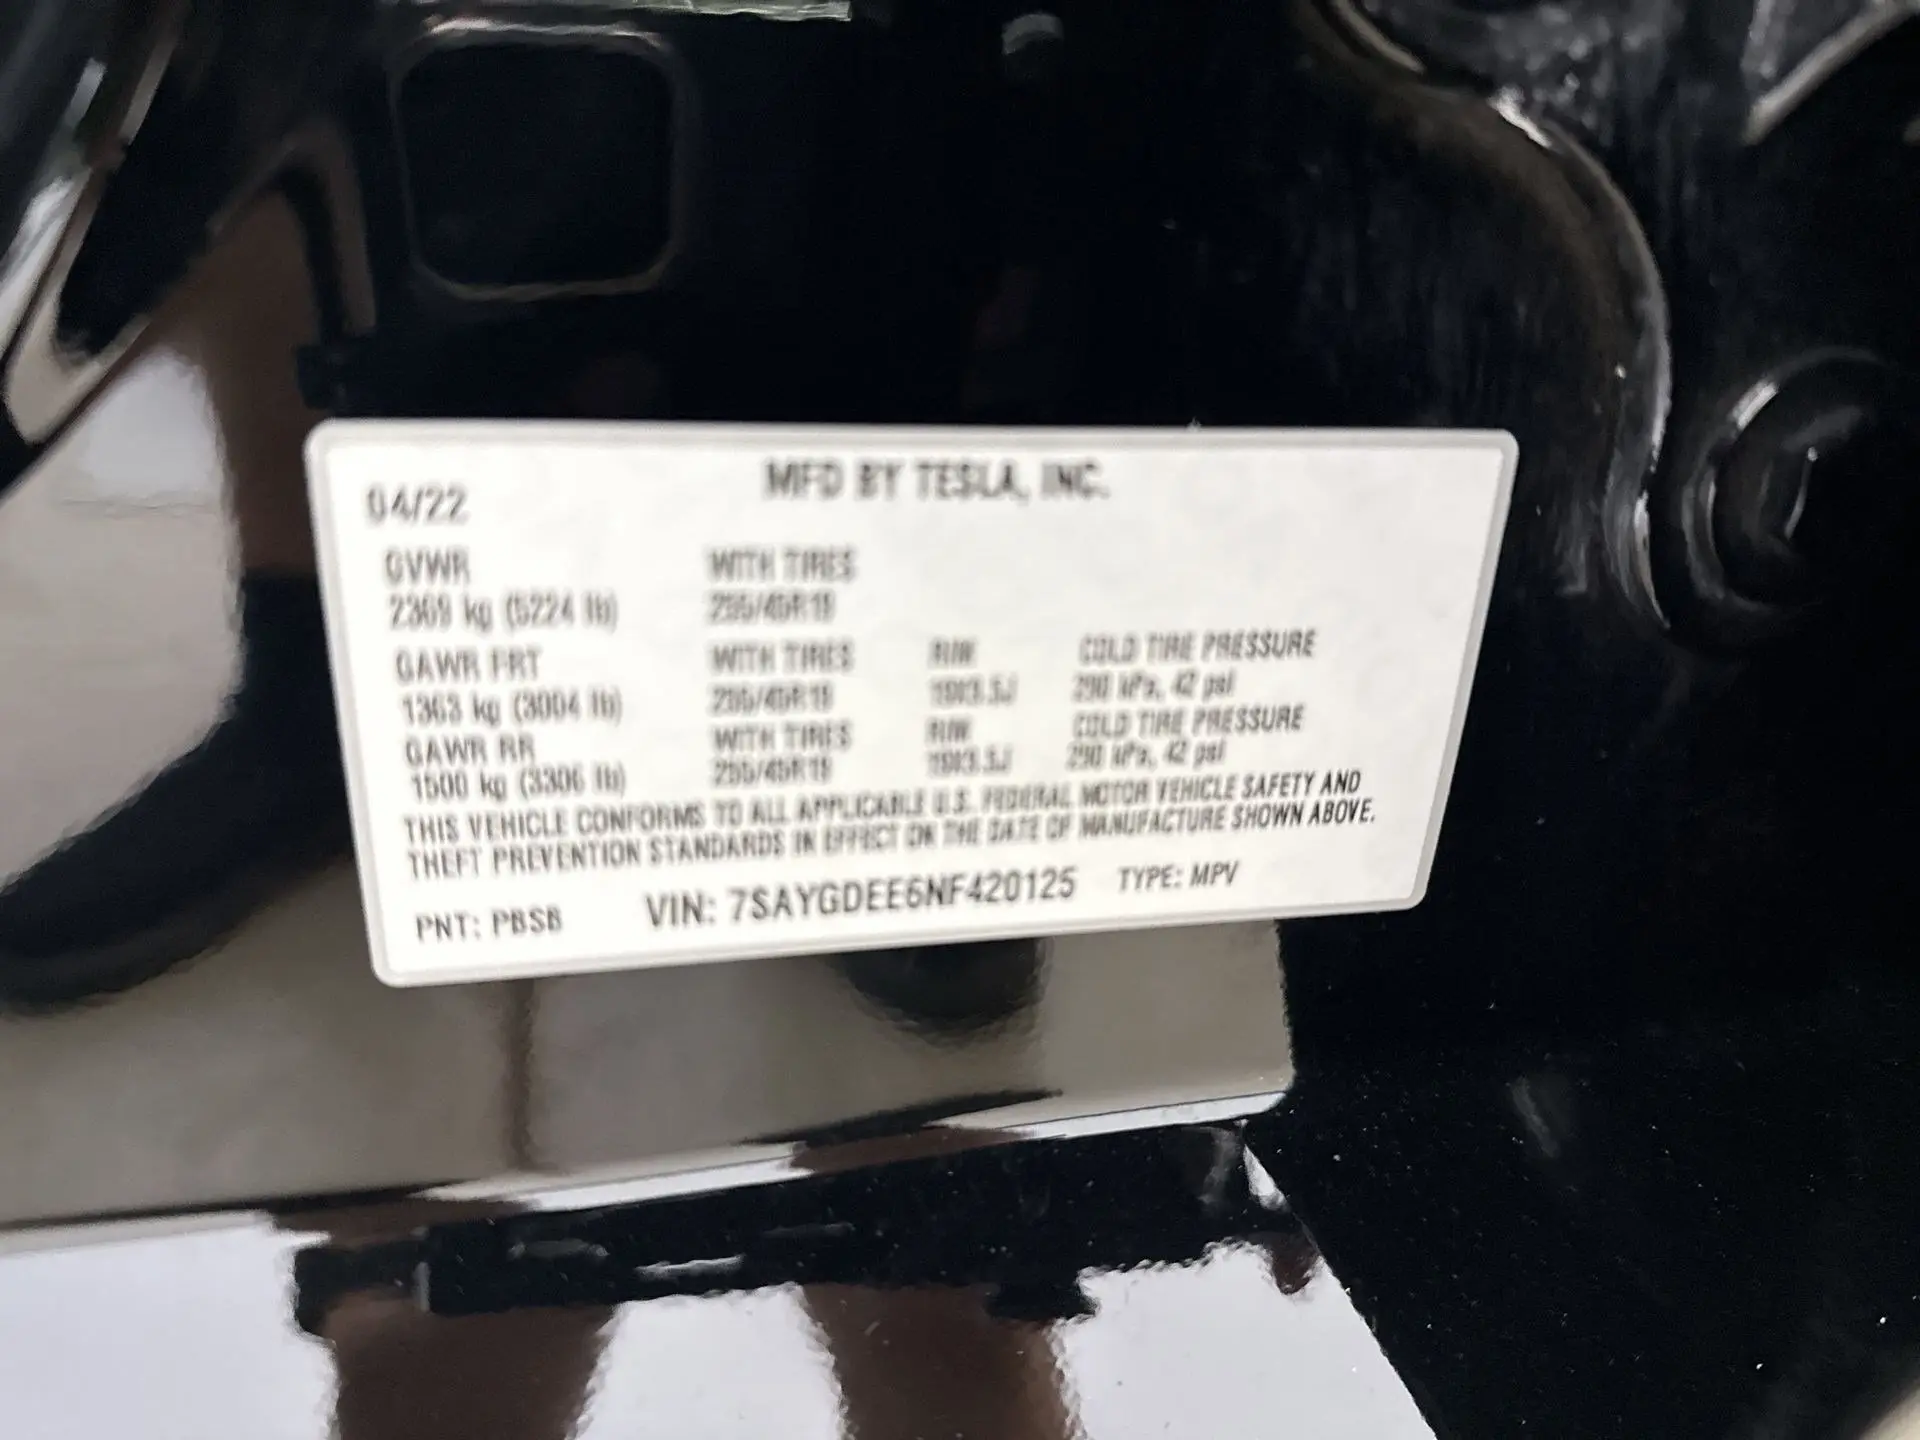 MFD BY TESLA, INC.
04/22
GVWR WITH TIRES
2369 kg (5224 lb) 255/45R19
GAWR FRT WITH TIRES RIM COLD TIRE PRESSURE
1363 kg (3004 lb) 255/45R19 290 kPa, 42 psi
GAWR RR WITH TIRES RIM COLD TIRE PRESSURE
1500 kg (3306 lb) 255/45R19 290 kPa, 42 psi
THIS VEHICLE CONFORMS TO ALL APPLICABLE U.S. FEDERAL MOTOR VEHICLE SAFETY AND
THEFT PREVENTION STANDARDS IN EFFECT ON THE DATE OF MANUFACTURE SHOWN ABOVE.
PNT: PBSB VIN: 7SAYGDEE6NF420125 TYPE: MPV